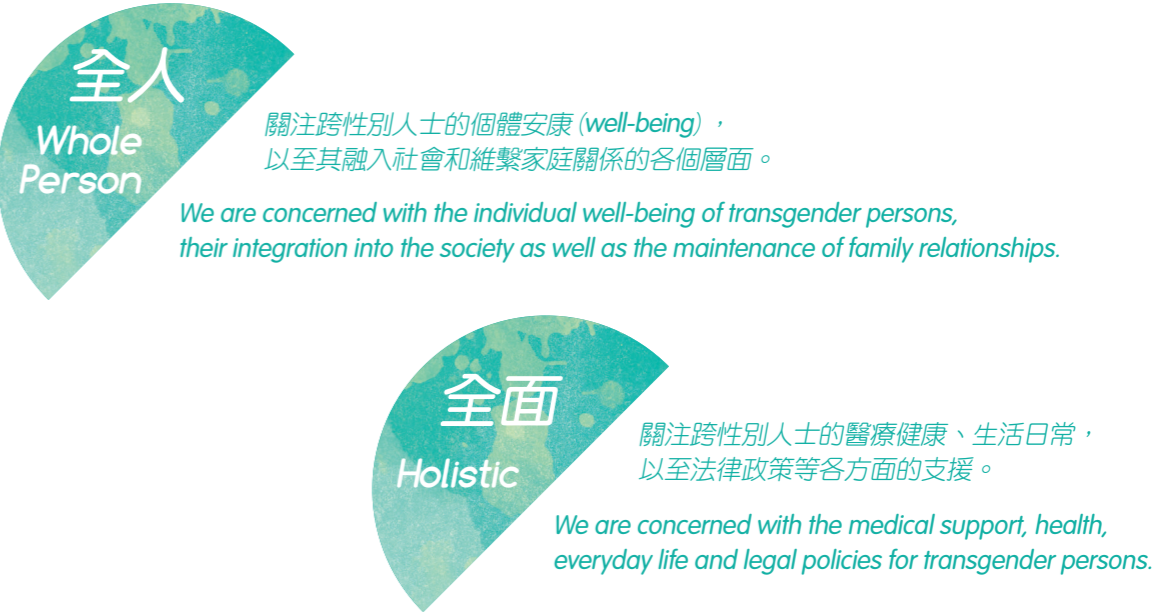 全人
Whole
Person
關注跨性別人士的個體安康 (well-being) ，
以至其融入社會和維繫家庭關係的各個層面。
We are concerned with the individual well-being of transgender persons,
their integration into the society as well as the maintenance of family relationships.
全面
Holistic
關注跨性別人士的醫療健康、生活日常，
以至法律政策等各方面的支援。
We are concerned with the medical support, health,
everyday life and legal policies for transgender persons.